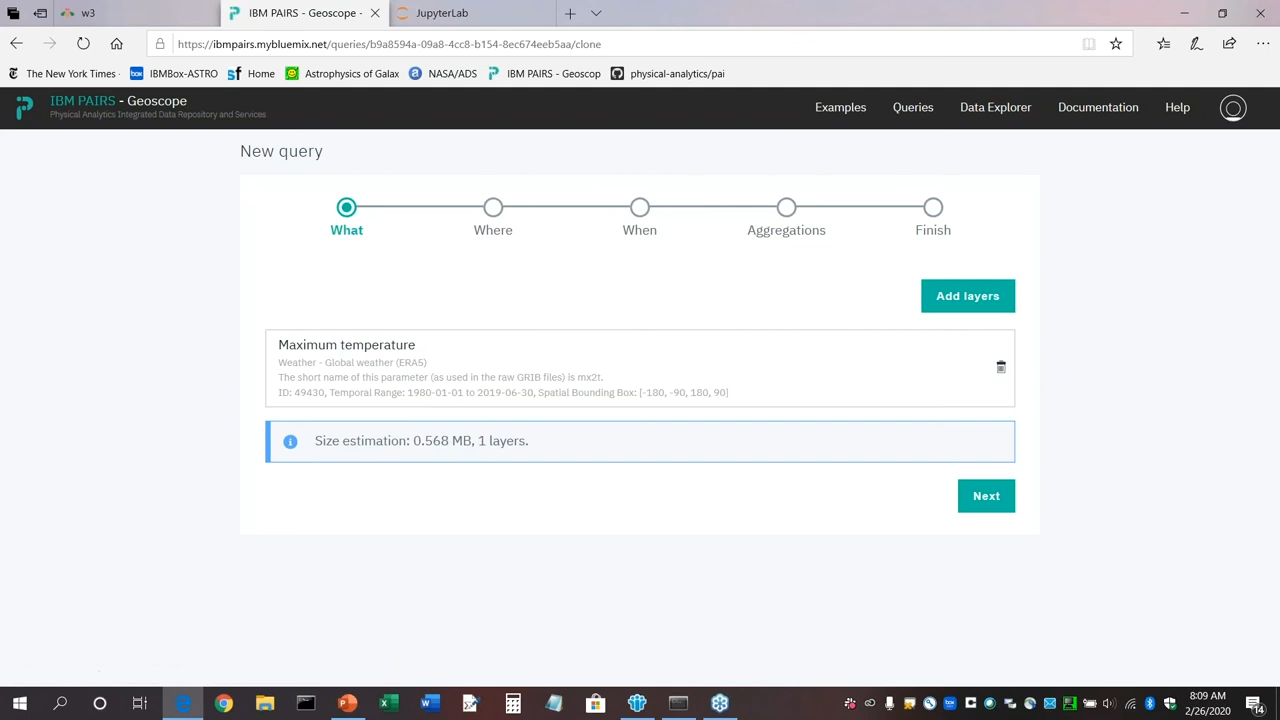 w3
IBM PAIRS - Geoscope -
JupyterLab
https://ibmpairs.mybluemix.net/queries/b9a8594a-09a8-4cc8-b154-8ec674eeb5aa/clone
The New York Times -
IBMBox-ASTRO
Home
Astrophysics of Galax
NASA/ADS
IBM PAIRS - Geoscop
physical-analytics/pai
IBM PAIRS - Geoscope
Physical Analytics Integrated Data Repository and Services
Examples
Queries
Data Explorer
Documentation
Help
New query
What
Where
When
Aggregations
Finish
Add layers
Maximum temperature
Weather - Global weather (ERA5)
The short name of this parameter (as used in the raw GRIB files) is mx2t.
ID: 49430, Temporal Range: 1980-01-01 to 2019-06-30, Spatial Bounding Box: [-180, -90, 180, 90]
Size estimation: 0.568 MB, 1 layers.
Next
8:09 AM
2/26/2020